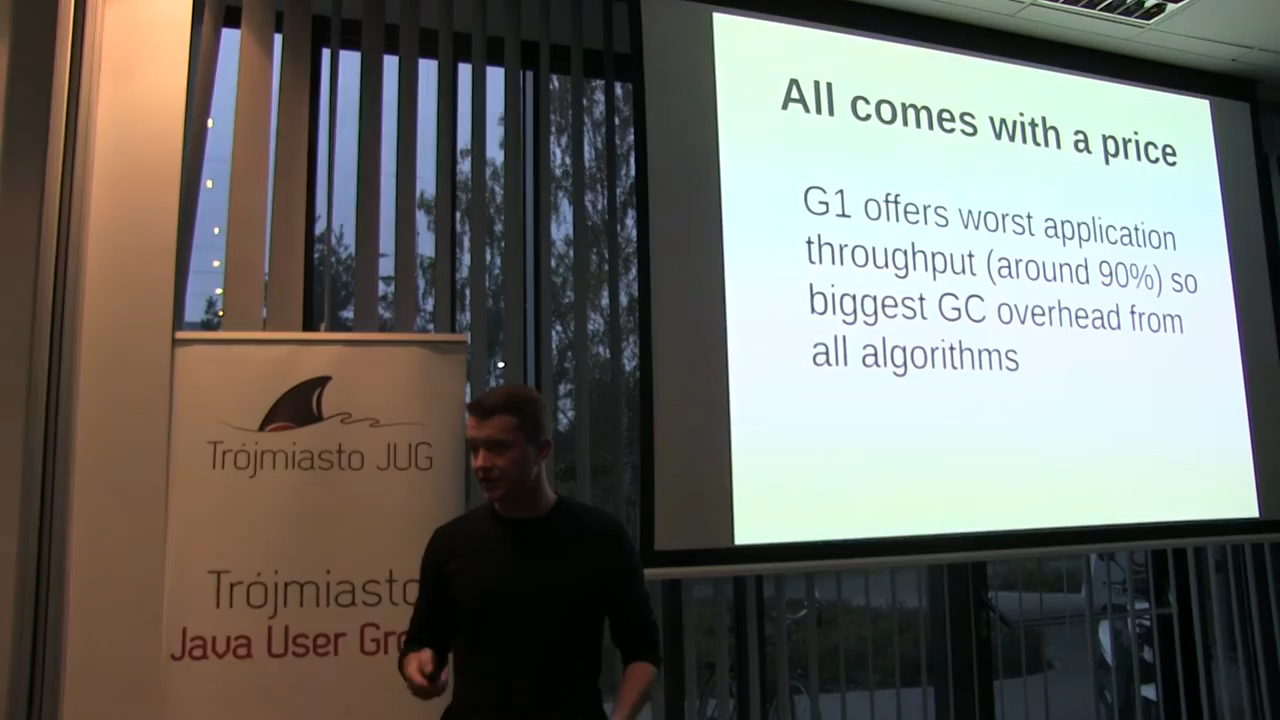 All comes with a price
G1 offers worst application
throughput (around 90%) so
biggest GC overhead from
all algorithms
Trójmiasto JUG
Trójmiasto
Java User Gro